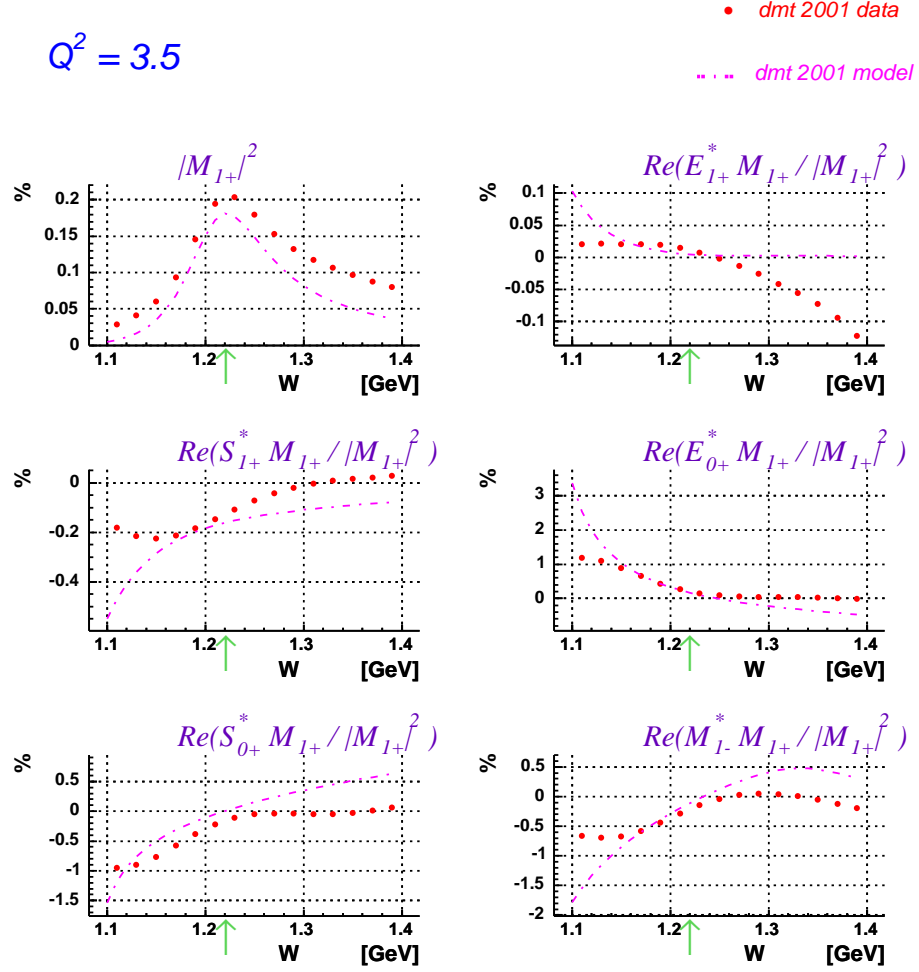 dmt 2001 data
Q² = 3.5
dmt 2001 model
|M₁₊|²
Re(E*₁₊ M₁₊ / |M₁₊|² )
%
0.2
0.15
0.1
0.05
0
1.1 1.2 1.3 1.4
W [GeV]
%
0.1
0.05
0
-0.05
-0.1
1.1 1.2 1.3 1.4
W [GeV]
Re(S*₁₊ M₁₊ / |M₁₊|² )
Re(E*₀₊ M₁₊ / |M₁₊|² )
%
0
-0.2
-0.4
1.1 1.2 1.3 1.4
W [GeV]
%
3
2
1
0
1.1 1.2 1.3 1.4
W [GeV]
Re(S*₀₊ M₁₊ / |M₁₊|² )
Re(M*₁₋ M₁₊ / |M₁₊|² )
%
0.5
0
-0.5
-1
-1.5
1.1 1.2 1.3 1.4
W [GeV]
%
0.5
0
-0.5
-1
-1.5
-2
1.1 1.2 1.3 1.4
W [GeV]